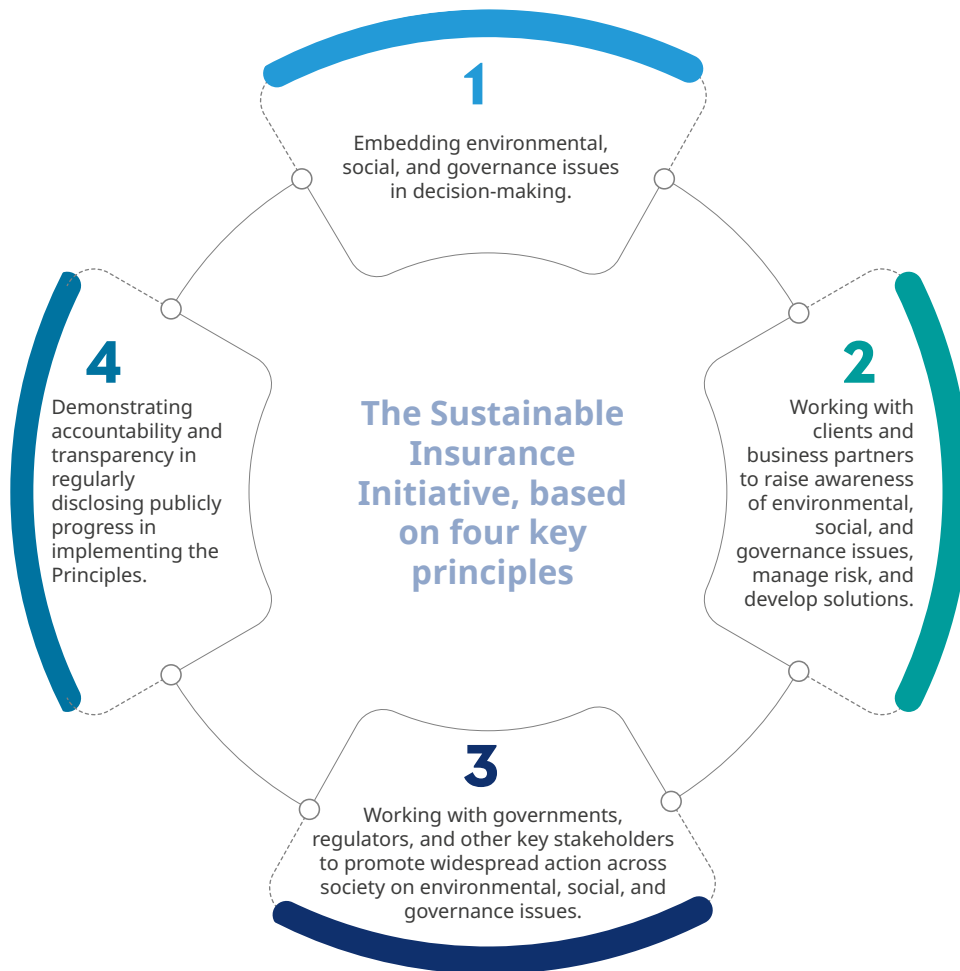 1
Embedding environmental,
social, and governance issues
in decision-making.
2
Working with
clients and
business partners
to raise awareness
of environmental,
social, and
governance issues,
manage risk, and
develop solutions.
3
Working with governments,
regulators, and other key stakeholders
to promote widespread action across
society on environmental, social, and
governance issues.
4
Demonstrating
accountability and
transparency in
regularly
disclosing publicly
progress in
implementing the
Principles.
The Sustainable
Insurance
Initiative, based
on four key
principles